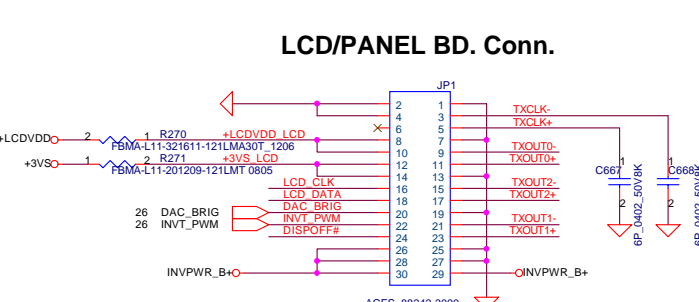 LCD/PANEL BD. Conn.
JP1
2 1
4 3 TXCLK-
6 5 TXCLK+
+LCDVDD 2 1 R270 +LCDVDD_LCD 8 7
FBMA-L11-321611-121LMA30T_1206 10 9 TXOUT0-
+3VS 1 2 R271 +3VS_LCD 12 11 TXOUT0+
FBMA-L11-201209-121LMT 0805 14 13
LCD_CLK 16 15 TXOUT2-
LCD_DATA 18 17 TXOUT2+
26 DAC_BRIG DAC_BRIG 20 19
26 INVT_PWM INVT_PWM 22 21 TXOUT1-
DISPOFF# 24 23 TXOUT1+
26 25
28 27
INVPWR_B+ 30 29 INVPWR_B+
C667 1 2 6P_0402_50V8K
C668 1 2